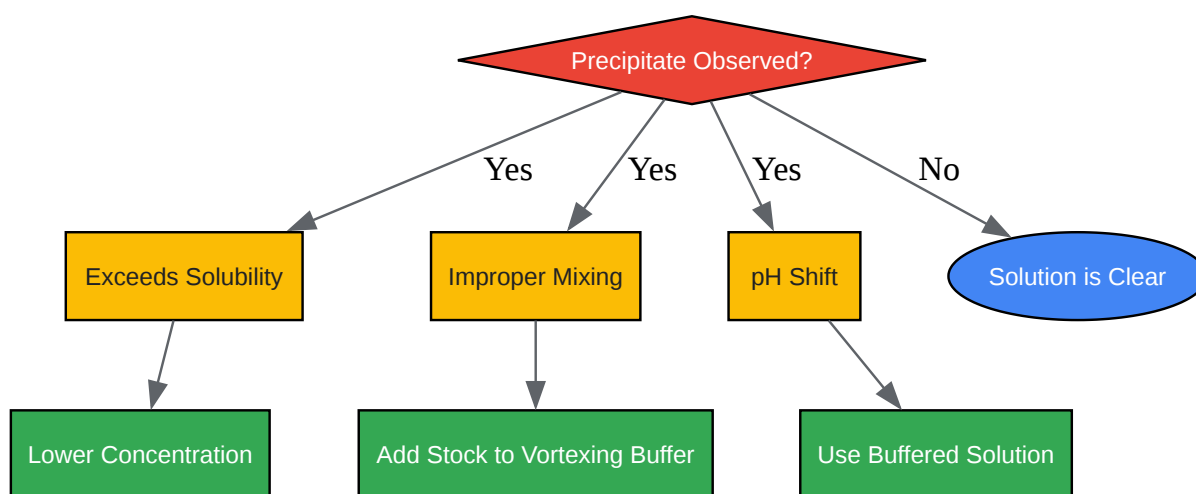 Precipitate Observed?
Yes
Yes
Yes
No
Exceeds Solubility
Improper Mixing
pH Shift
Solution is Clear
Lower Concentration
Add Stock to Vortexing Buffer
Use Buffered Solution